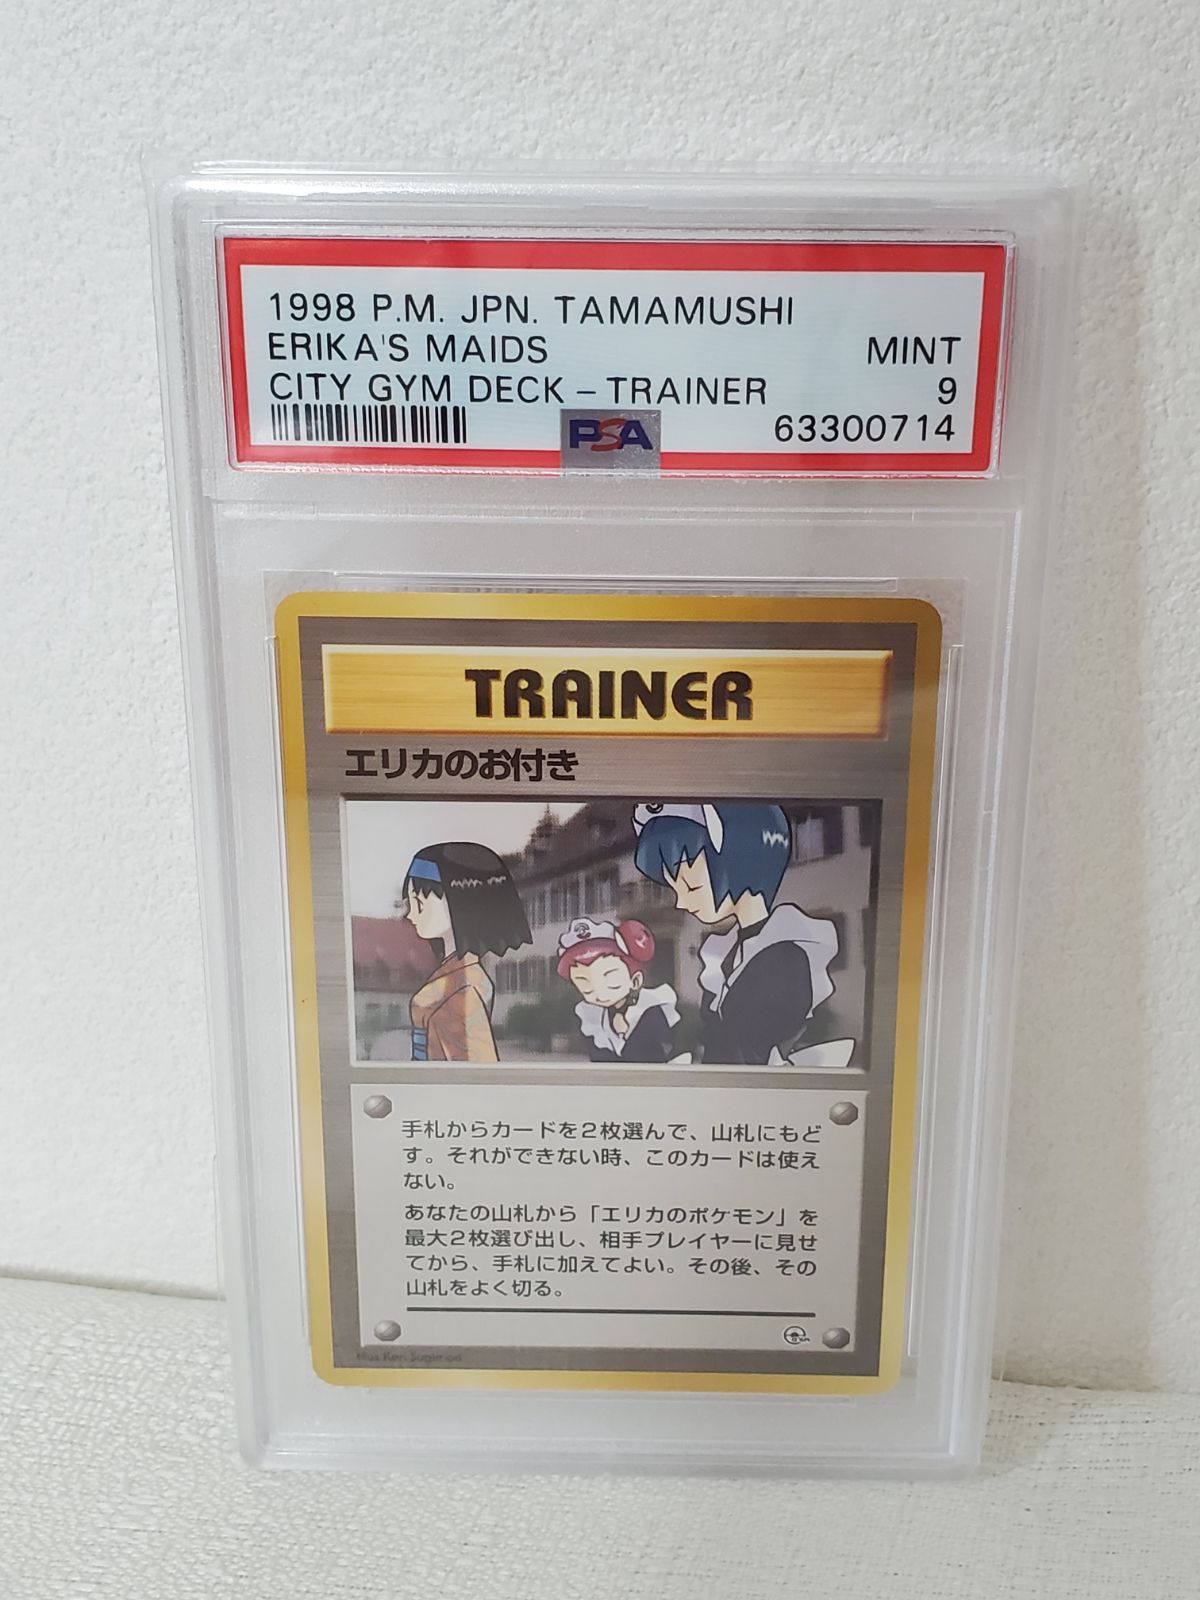 1998 P.M. JPN. TAMAMUSHI
ERIKA'S MAIDS MINT
CITY GYM DECK – TRAINER 9
PSA 63300714
TRAINER
エリカのお付き
手札からカードを2枚選んで、山札にもど
す。それができない時、このカードは使え
ない。
あなたの山札から「エリカのポケモン」を
最大2枚選び出し、相手プレイヤーに見せ
てから、手札に加えてよい。その後、その
山札をよく切る。
Illus. Ken Sugimori